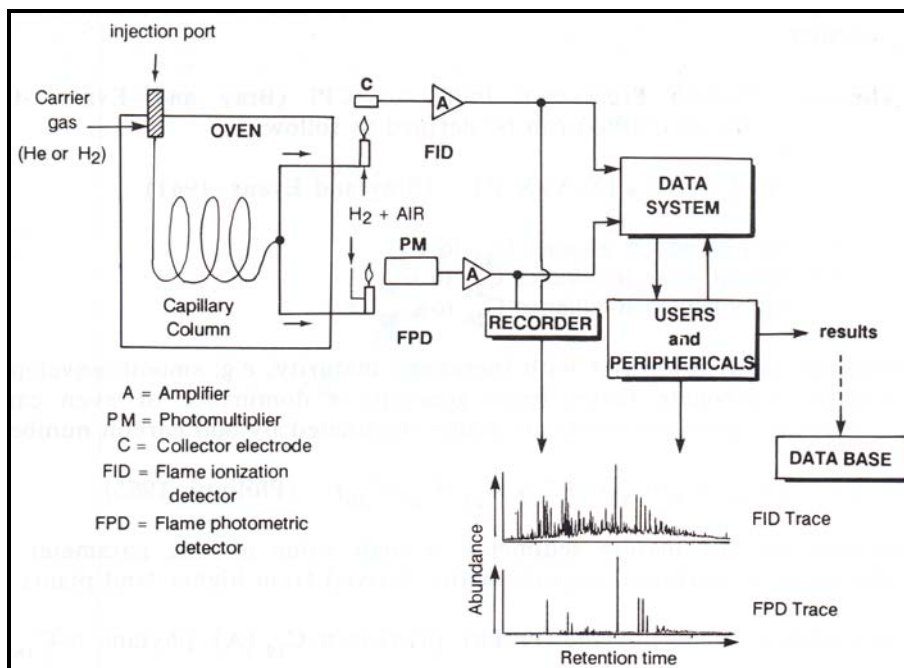 injection port
Carrier
gas
(He or H₂)
OVEN
Capillary
Column
C
A
FID
H₂ + AIR
PM
A
FPD
DATA
SYSTEM
RECORDER
USERS
and
PERIPHERICALS
results
DATA BASE
A = Amplifier
PM = Photomultiplier
C = Collector electrode
FID = Flame ionization
detector
FPD = Flame photometric
detector
Abundance
FID Trace
FPD Trace
Retention time